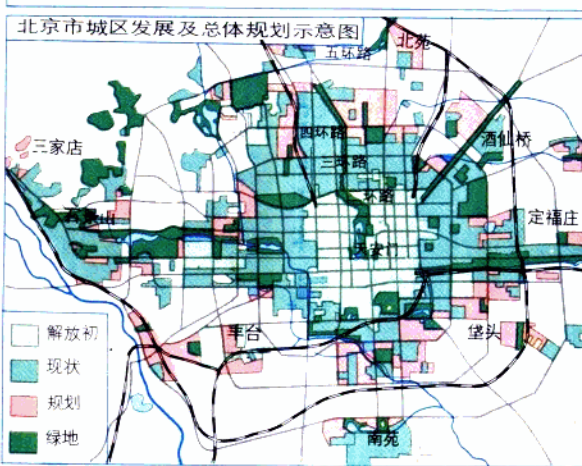 北京市城区发展及总体规划示意图
五环路
北苑
四环路
酒仙桥
三家店
三环路
二环路
石景山
定福庄
天安门
丰台
垡头
南苑
解放初
现状
规划
绿地